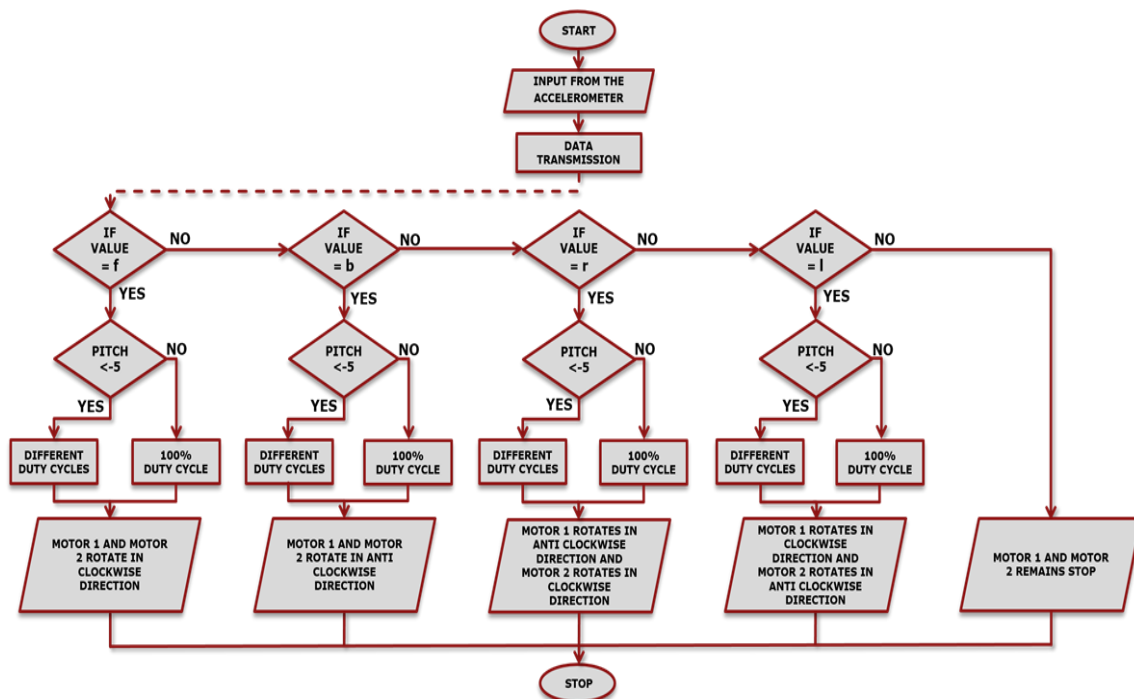 START
INPUT FROM THE
ACCELEROMETER
DATA
TRANSMISSION
IF
VALUE
= f
NO
YES
IF
VALUE
= b
NO
YES
IF
VALUE
= r
NO
YES
IF
VALUE
= l
NO
YES
PITCH
<-5
NO
YES
PITCH
<-5
NO
YES
PITCH
<-5
NO
YES
PITCH
<-5
NO
YES
DIFFERENT
DUTY CYCLES
100%
DUTY CYCLE
DIFFERENT
DUTY CYCLES
100%
DUTY CYCLE
DIFFERENT
DUTY CYCLES
100%
DUTY CYCLE
DIFFERENT
DUTY CYCLES
100%
DUTY CYCLE
MOTOR 1 AND MOTOR
2 ROTATE IN
CLOCKWISE
DIRECTION
MOTOR 1 AND MOTOR
2 ROTATE IN ANTI
CLOCKWISE
DIRECTION
MOTOR 1 ROTATES IN
ANTI CLOCKWISE
DIRECTION AND
MOTOR 2 ROTATES IN
CLOCKWISE
DIRECTION
MOTOR 1 ROTATES IN
CLOCKWISE
DIRECTION AND
MOTOR 2 ROTATES IN
ANTI CLOCKWISE
DIRECTION
MOTOR 1 AND MOTOR
2 REMAINS STOP
STOP